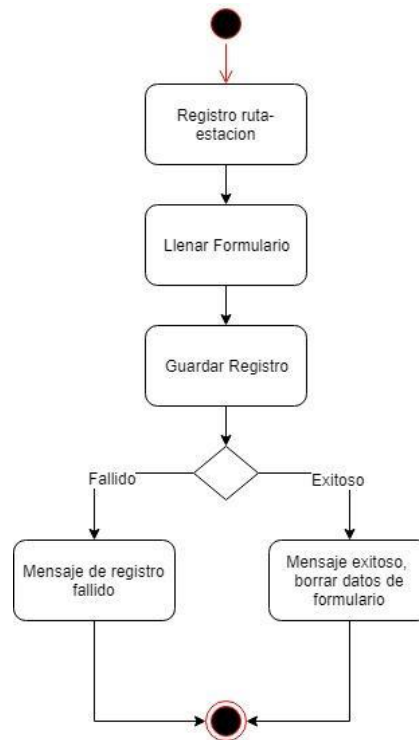 Registro ruta-
estacion
Llenar Formulario
Guardar Registro
Fallido
Exitoso
Mensaje de registro
fallido
Mensaje exitoso,
borrar datos de
formulario